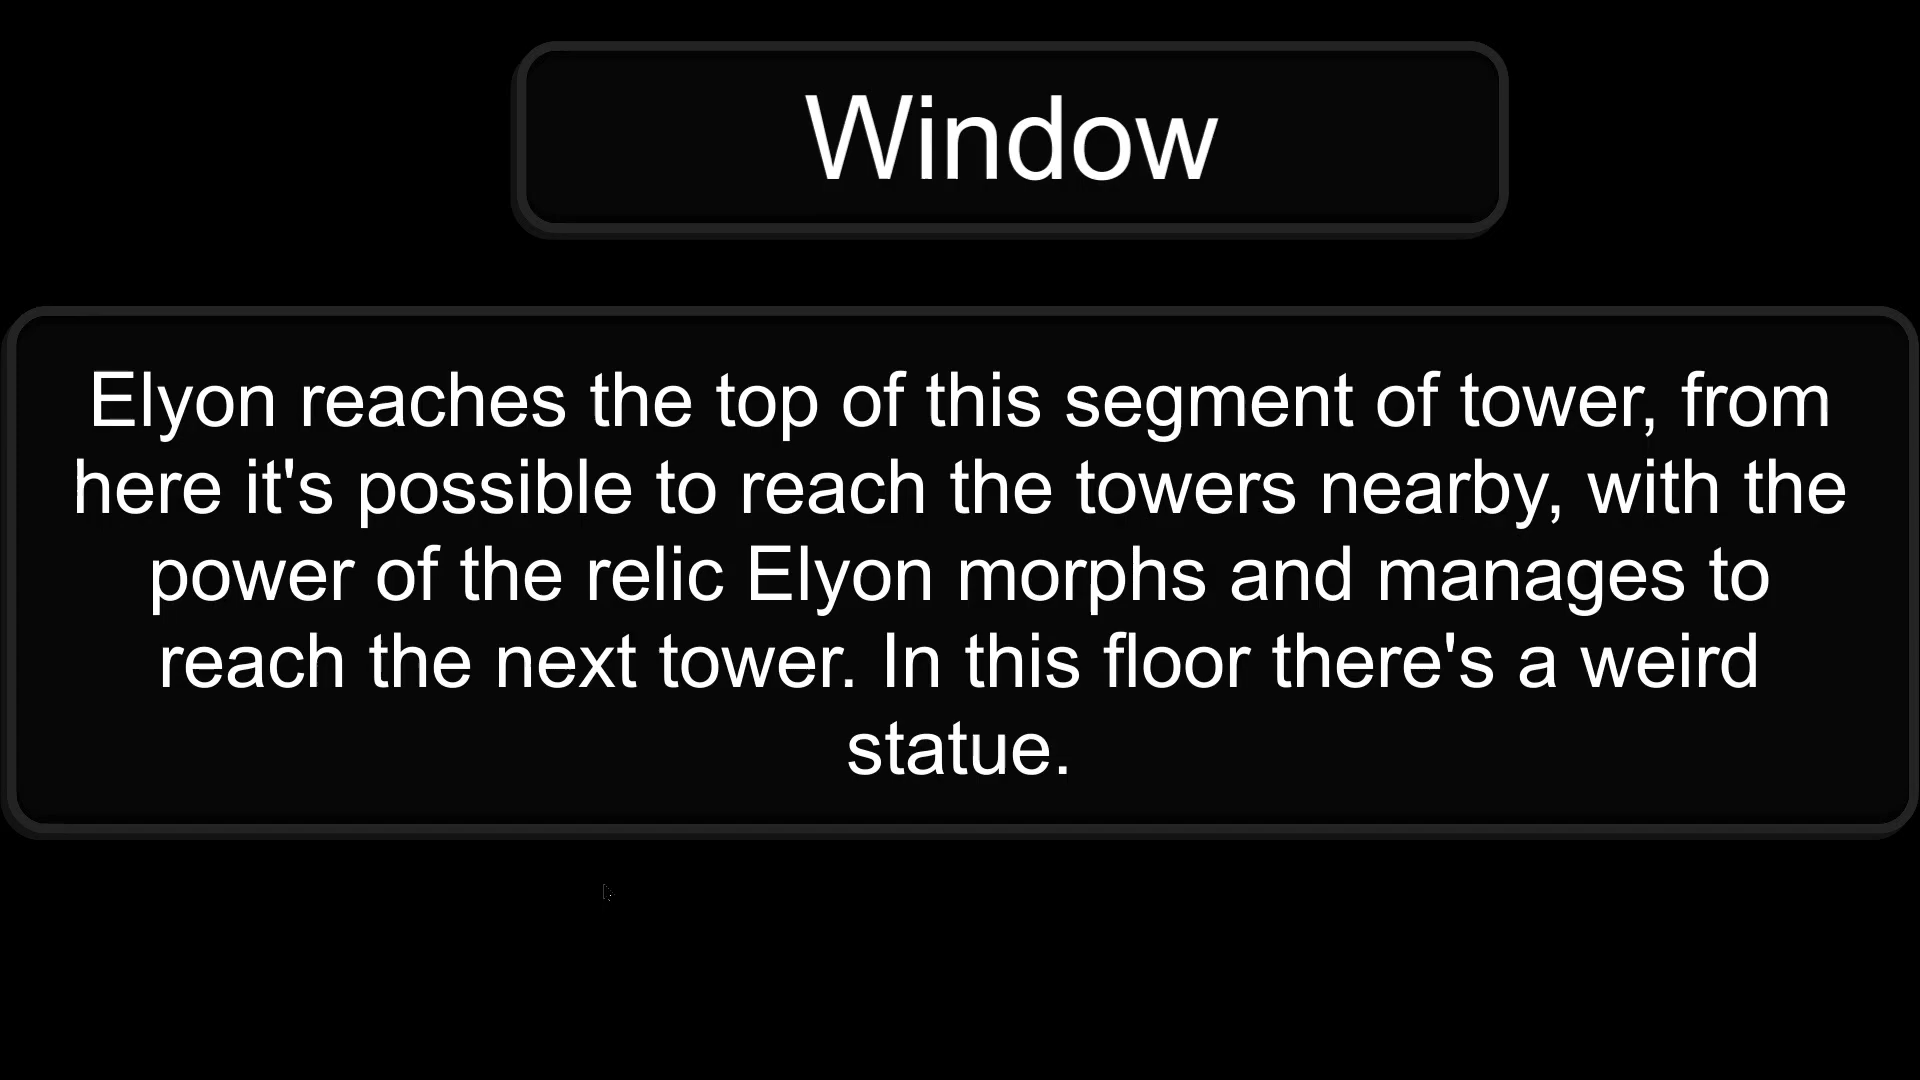 Window
Elyon reaches the top of this segment of tower, from
here it's possible to reach the towers nearby, with the
power of the relic Elyon morphs and manages to
reach the next tower. In this floor there's a weird
statue.